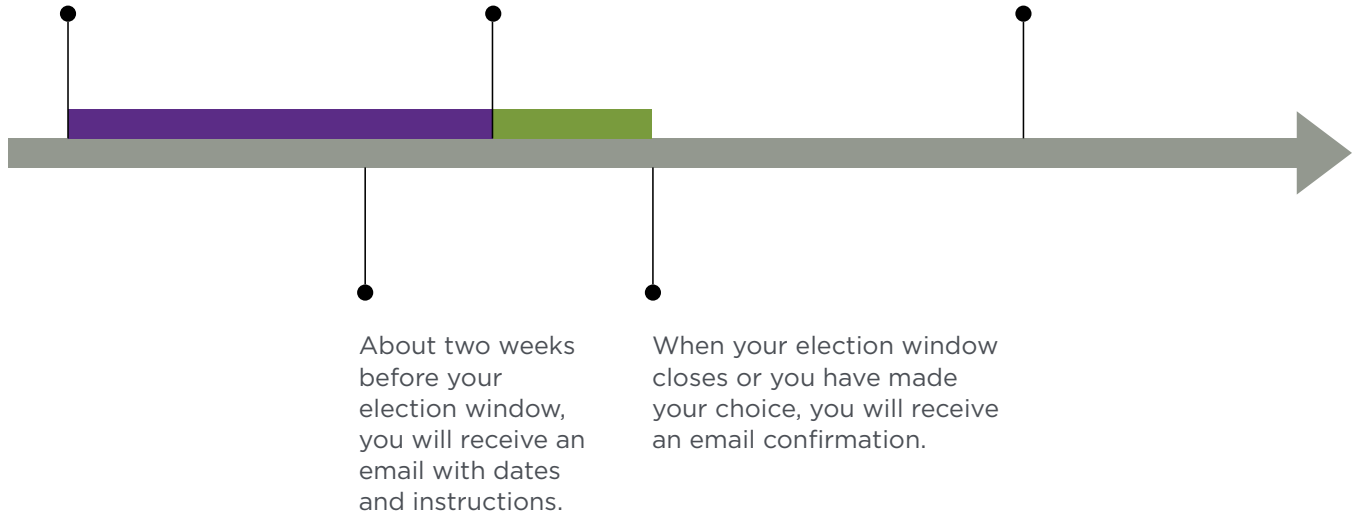 About two weeks
before your
election window,
you will receive an
email with dates
and instructions.
When your election window
closes or you have made
your choice, you will receive
an email confirmation.